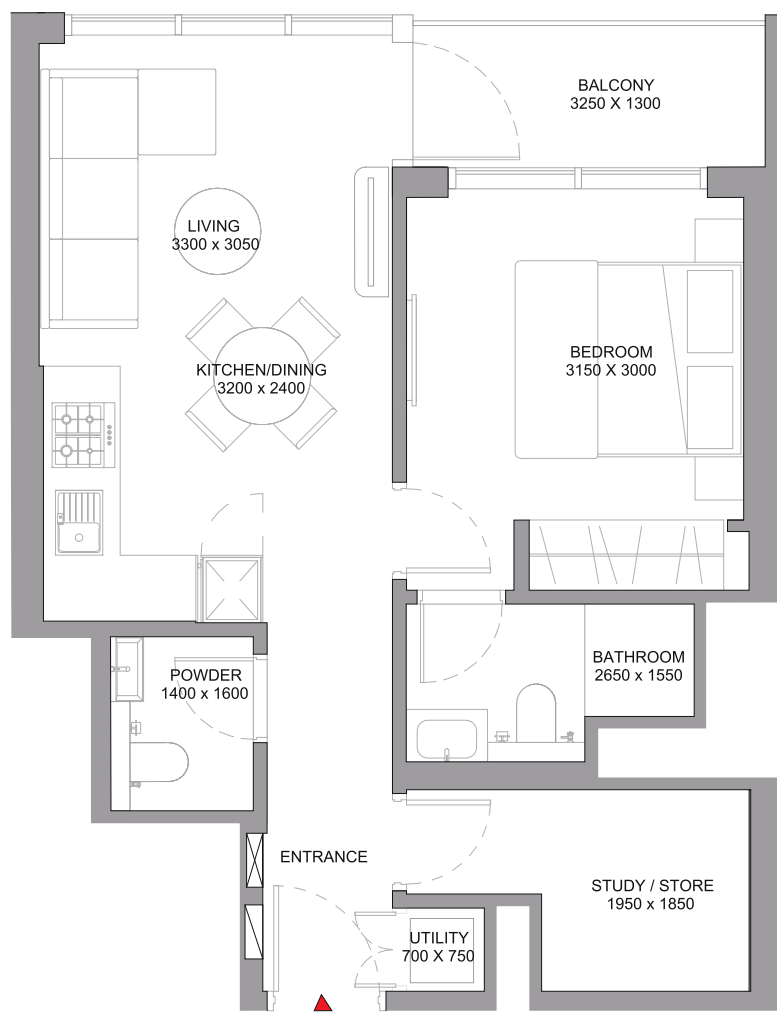 BALCONY
3250 X 1300
LIVING
3300 x 3050
BEDROOM
3150 X 3000
KITCHEN/DINING
3200 x 2400
BATHROOM
2650 x 1550
POWDER
1400 x 1600
ENTRANCE
STUDY / STORE
1950 x 1850
UTILITY
700 X 750